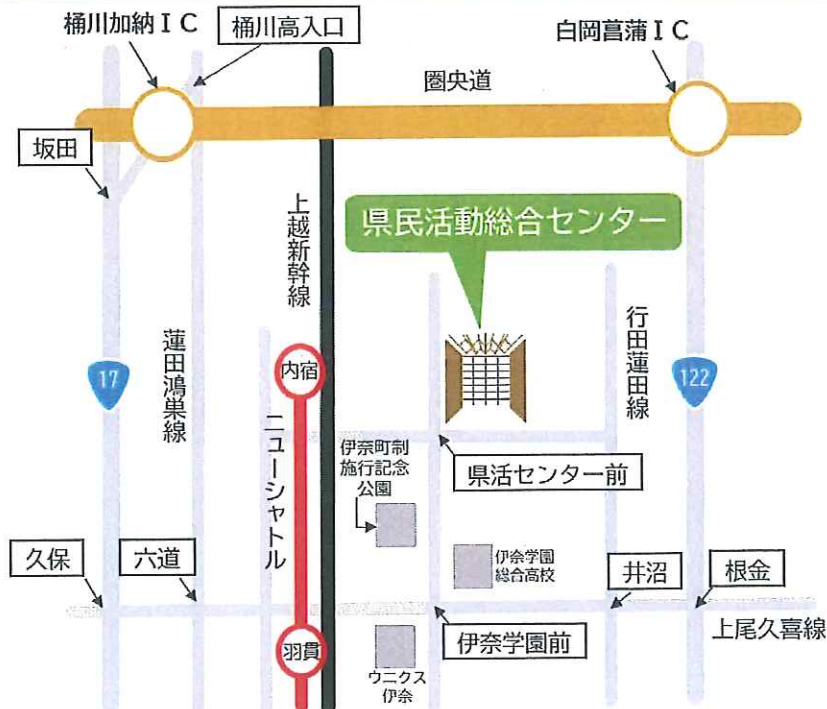 桶川加納IC
桶川高入口
白岡菖蒲IC
圏央道
坂田
上越新幹線
県民活動総合センター
蓮田鴻巣線
行田蓮田線
17
122
内宿
ニューシャトル
伊奈町制
施行記念
公園
県活センター前
久保
六道
伊奈学園
総合高校
井沼
根金
上尾久喜線
羽貫
伊奈学園前
ウニクス
伊奈